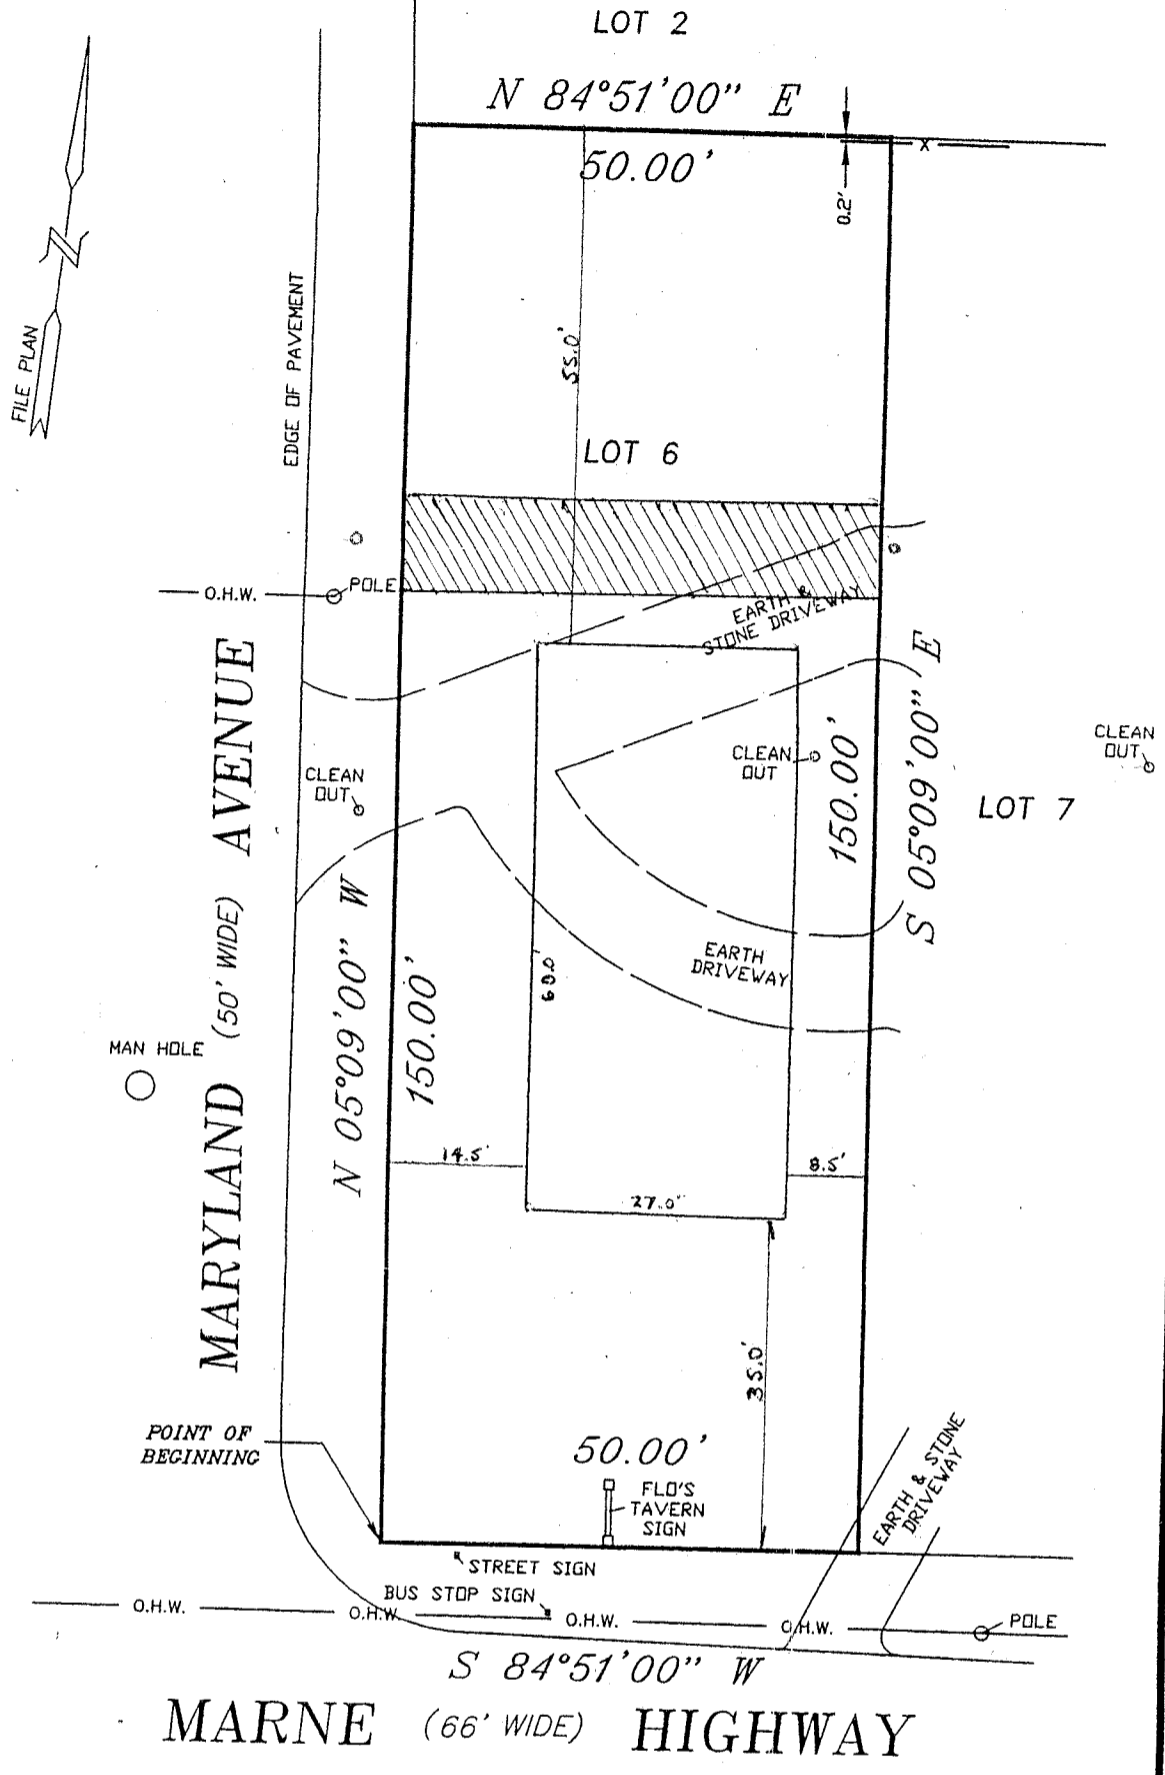 LOT 2
N 84°51'00" E
50.00'
0.2'
X
FILE PLAN
N
EDGE OF PAVEMENT
55.0'
LOT 6
O.H.W.
POLE
EARTH &
STONE DRIVEWAY
MARYLAND (50' WIDE) AVENUE
CLEAN
OUT
CLEAN
OUT
CLEAN
OUT
150.00'
S 05°09'00" E
LOT 7
N 05°09'00" W
150.00'
60.0'
EARTH
DRIVEWAY
MAN HOLE
14.5'
8.5'
27.0'
35.0'
POINT OF
BEGINNING
50.00'
FLO'S
TAVERN
SIGN
EARTH & STONE
DRIVEWAY
STREET SIGN
BUS STOP SIGN
O.H.W.
O.H.W.
O.H.W.
O.H.W.
POLE
S 84°51'00" W
MARNE (66' WIDE) HIGHWAY